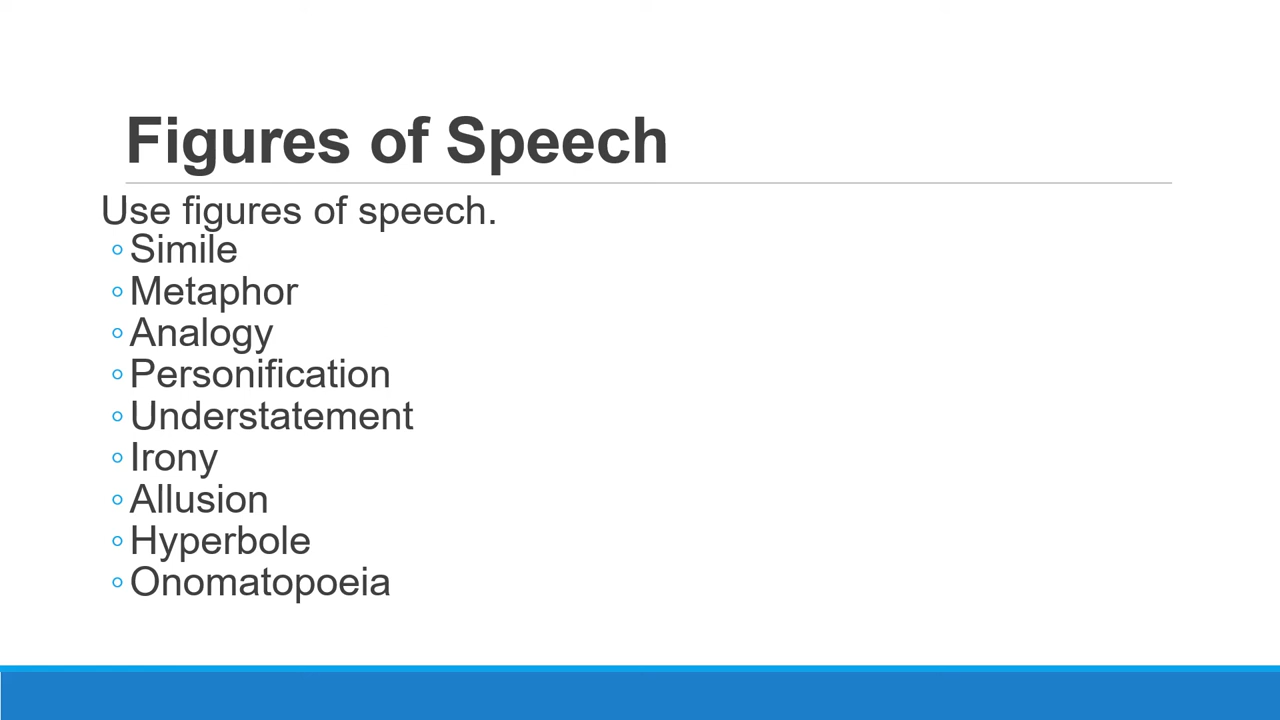 Figures of Speech
Use figures of speech.
◦Simile
◦Metaphor
◦Analogy
◦Personification
◦Understatement
◦Irony
◦Allusion
◦Hyperbole
◦Onomatopoeia